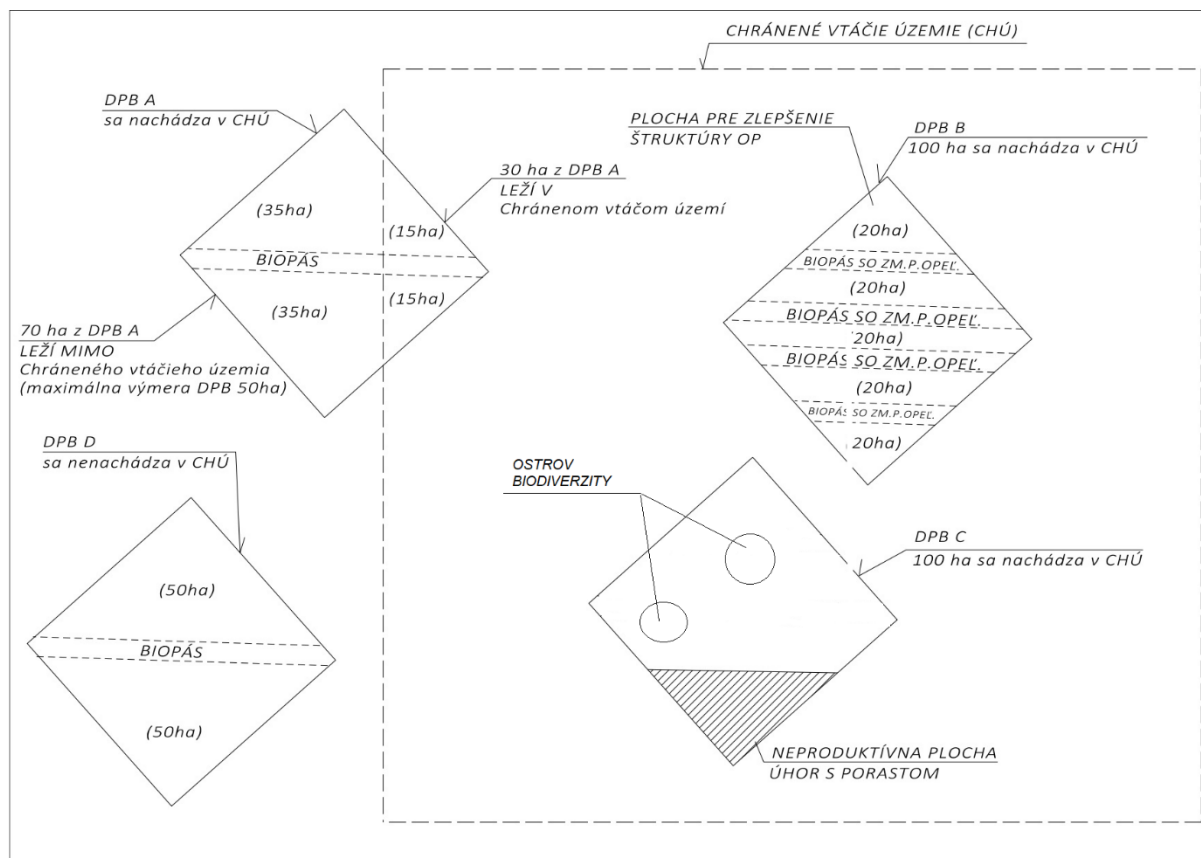 CHRÁNENÉ VTÁČIE ÚZEMIE (CHÚ)
DPB A
sa nachádza v CHÚ
PLOCHA PRE ZLEPŠENIE
ŠTRUKTÚRY OP
DPB B
100 ha sa nachádza v CHÚ
30 ha z DPB A
LEŽÍ V
Chránenom vtáčom území
(35ha)
(15ha)
BIOPÁS
(35ha)
(15ha)
70 ha z DPB A
LEŽÍ MIMO
Chráneného vtáčieho územia
(maximálna výmera DPB 50ha)
(20ha)
BIOPÁS SO ZM.P.OPEĽ.
(20ha)
BIOPÁS SO ZM.P.OPEĽ.
20ha)
BIOPÁS SO ZM.P.OPEĽ.
(20ha)
BIOPÁS SO ZM.P.OPEĽ.
20ha)
DPB D
sa nenachádza v CHÚ
(50ha)
BIOPÁS
(50ha)
OSTROV
BIODIVERZITY
DPB C
100 ha sa nachádza v CHÚ
NEPRODUKTÍVNA PLOCHA
ÚHOR S PORASTOM